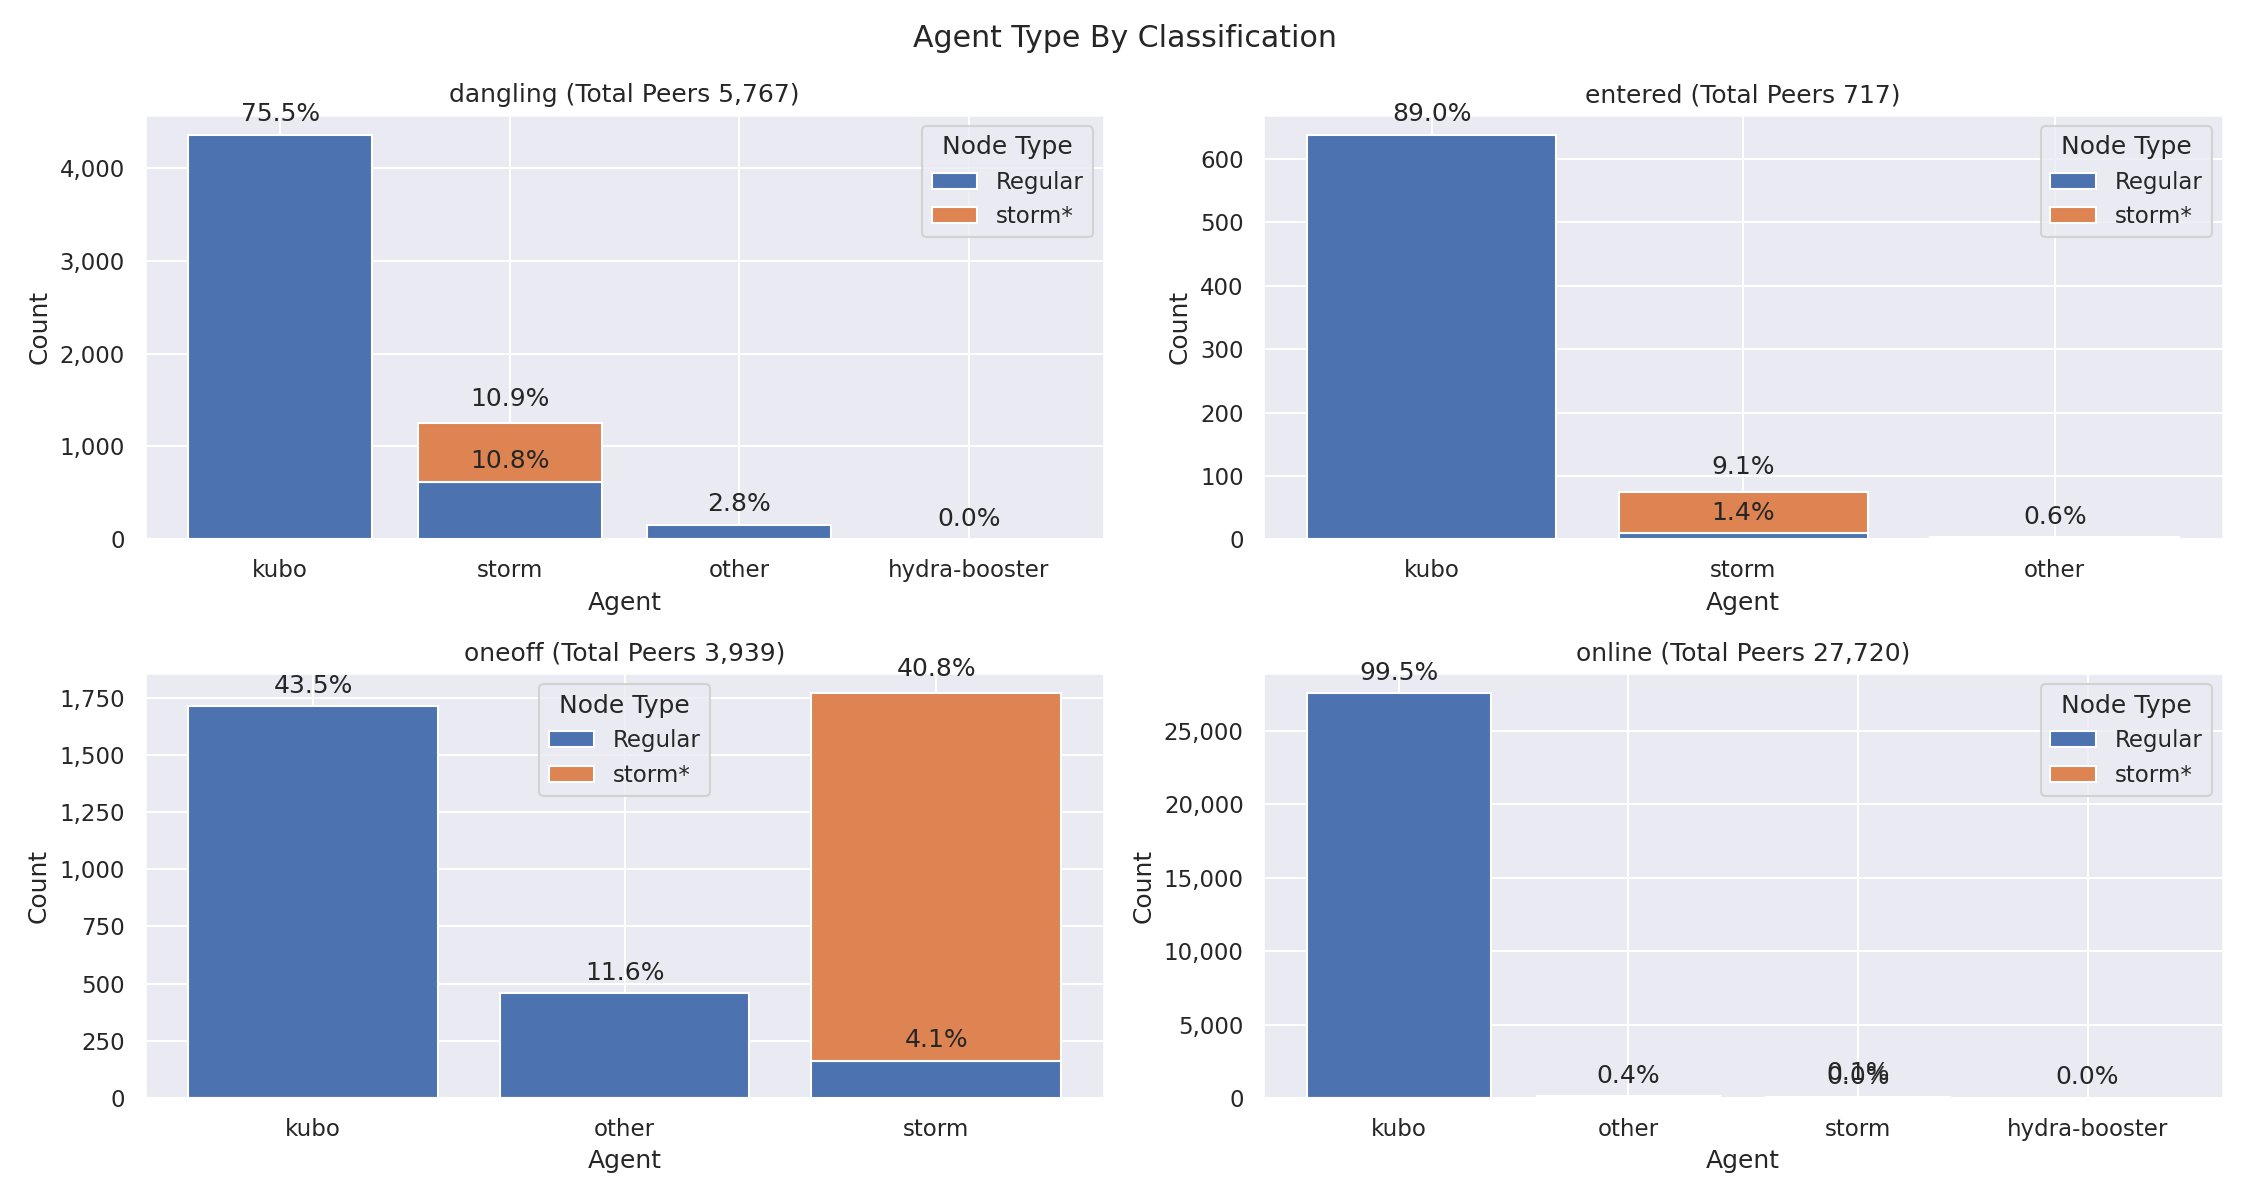 Agent Type By Classification
dangling (Total Peers 5,767)
75.5%
10.9%
10.8%
2.8%
0.0%
Node Type
Regular
storm*
4,000
3,000
2,000
1,000
0
Count
kubo
storm
other
hydra-booster
Agent
entered (Total Peers 717)
89.0%
9.1%
1.4%
0.6%
Node Type
Regular
storm*
600
500
400
300
200
100
0
Count
kubo
storm
other
Agent
oneoff (Total Peers 3,939)
43.5%
11.6%
40.8%
4.1%
Node Type
Regular
storm*
1,750
1,500
1,250
1,000
750
500
250
0
Count
kubo
other
storm
Agent
online (Total Peers 27,720)
99.5%
0.4%
0.1%
0.0%
0.0%
Node Type
Regular
storm*
25,000
20,000
15,000
10,000
5,000
0
Count
kubo
other
storm
hydra-booster
Agent